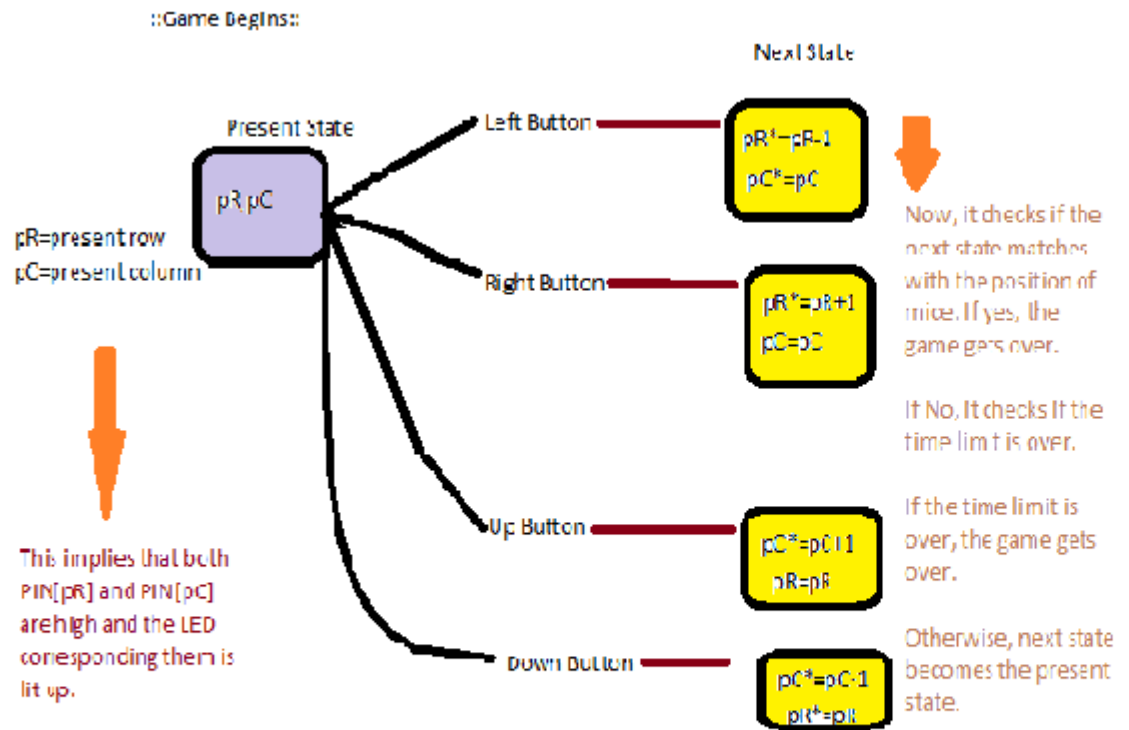 ::Game Begins::
Next State
Present State
pR,pC
pR=present row
pC=present column
Left Button
pR*=pR-1
pC*=pC
Right Button
pR*=pR+1
pC=pC
Up Button
pC*=pC+1
pR=pR
Down Button
pC*=pC-1
pR*=pR
This implies that both
PIN[pR] and PIN[pC]
are high and the LED
corresponding them is
lit up.
Now, it checks if the
next state matches
with the position of
mice. If yes, the
game gets over.
If No, It checks if the
time limit is over.
If the time limit is
over, the game gets
over.
Otherwise, next state
becomes the present
state.